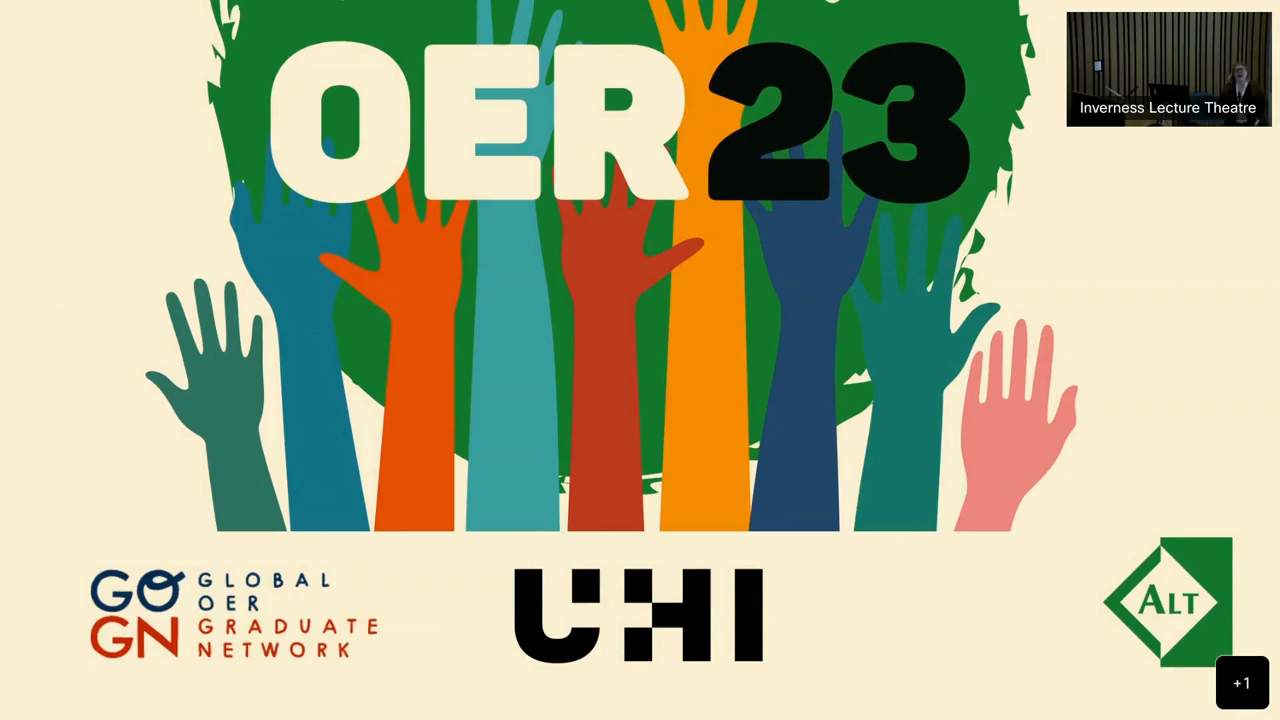 OER23
Inverness Lecture Theatre
GO
GN
GLOBAL
OER
GRADUATE
NETWORK
UHI
ALT
+1